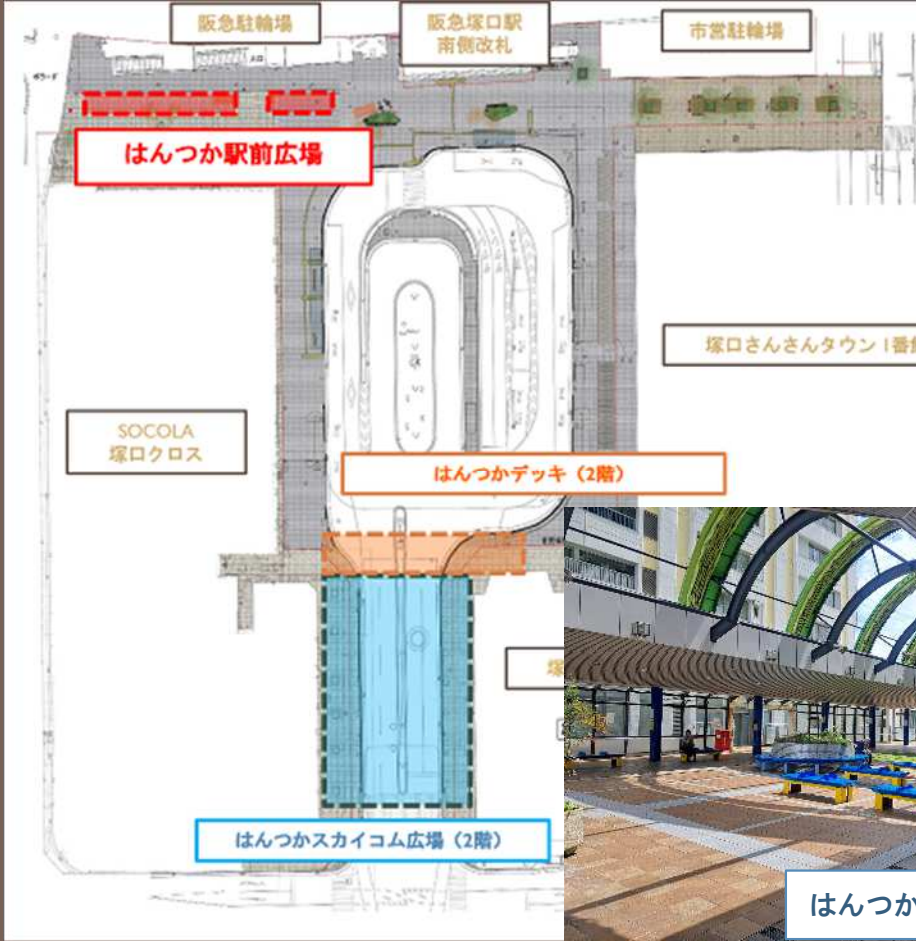 阪急駐輪場
阪急塚口駅
南側改札
市営駐輪場
はんつか駅前広場
塚口さんさんタウン1番
SOCOLA
塚口クロス
はんつかデッキ（2階）
はんつかスカイコム広場（2階）
はんつか